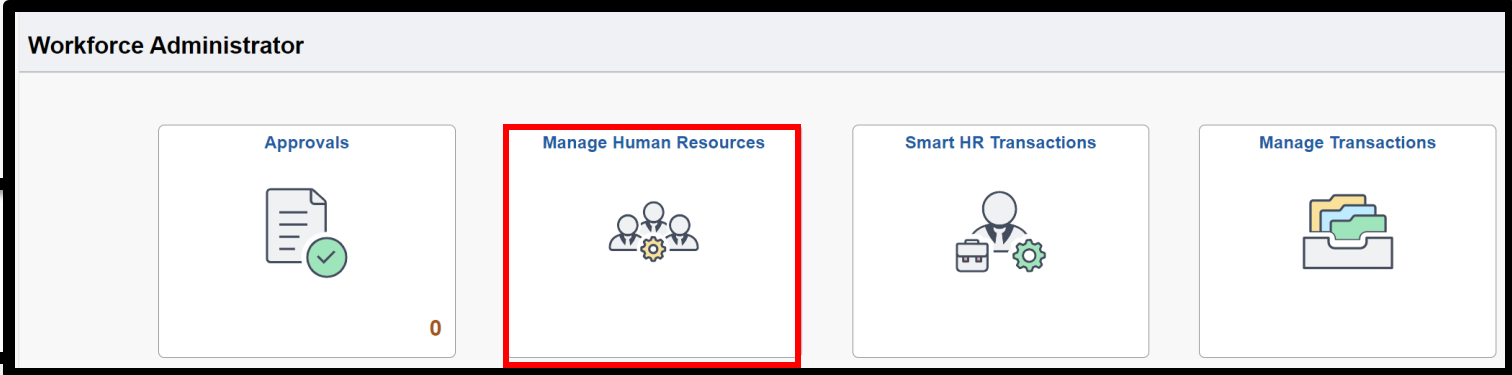 Workforce Administrator
Approvals
Manage Human Resources
Smart HR Transactions
Manage Transactions
0